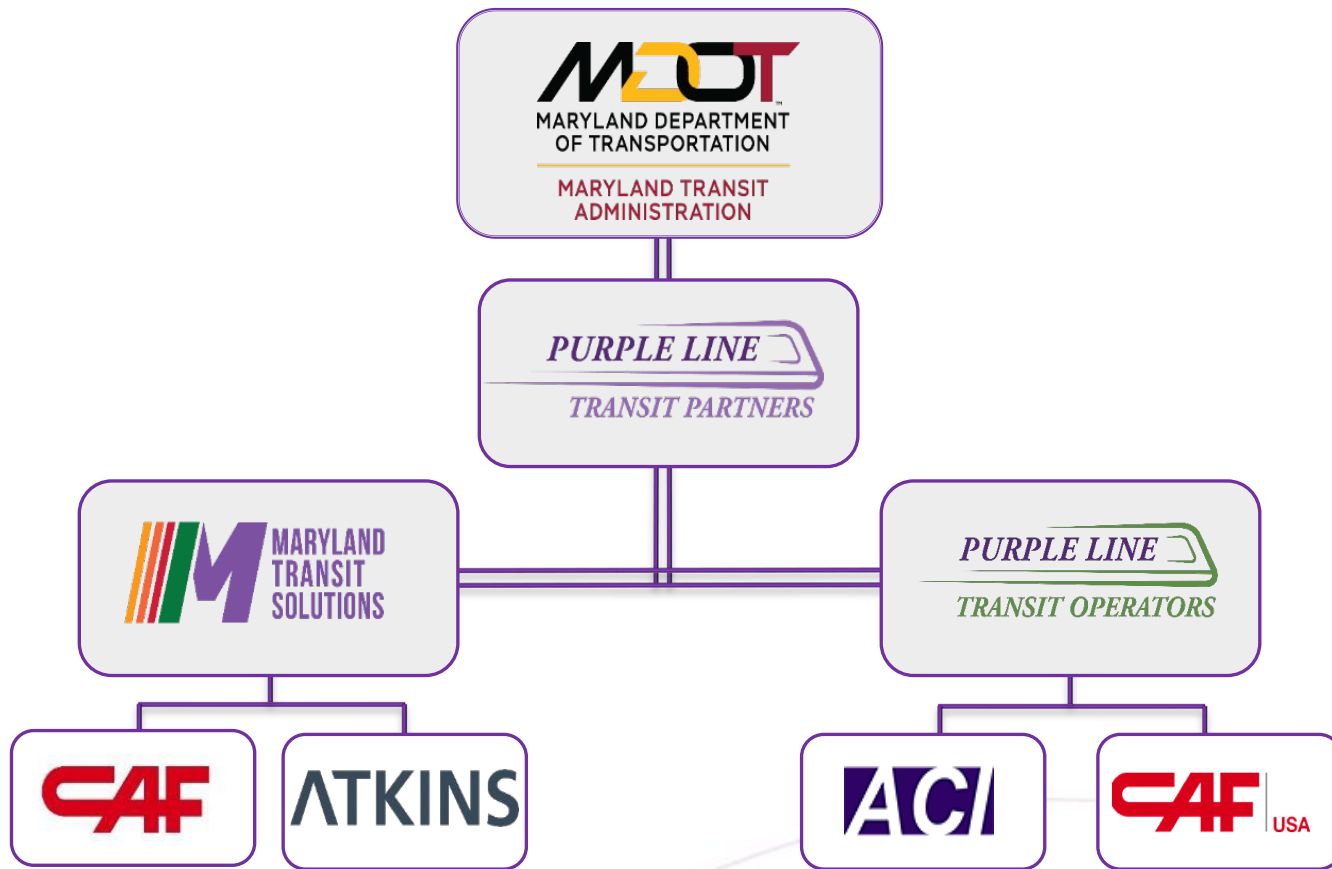 MDOT™
MARYLAND DEPARTMENT
OF TRANSPORTATION
MARYLAND TRANSIT
ADMINISTRATION
PURPLE LINE
TRANSIT PARTNERS
M MARYLAND
TRANSIT
SOLUTIONS
PURPLE LINE
TRANSIT OPERATORS
CAF
ATKINS
ACI
CAF USA